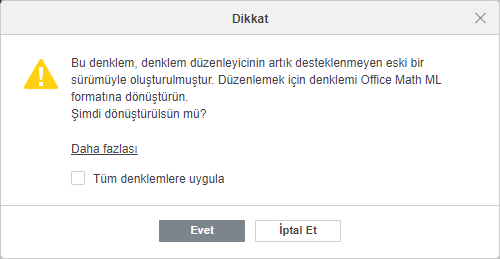 Dikkat
Bu denklem, denklem düzenleyicinin artık desteklenmeyen eski bir
sürümüyle oluşturulmuştur. Düzenlemek için denklemi Office Math ML
formatına dönüştürün.
Şimdi dönüştürülsün mü?
Daha fazlası
Tüm denklemlere uygula
Evet
İptal Et